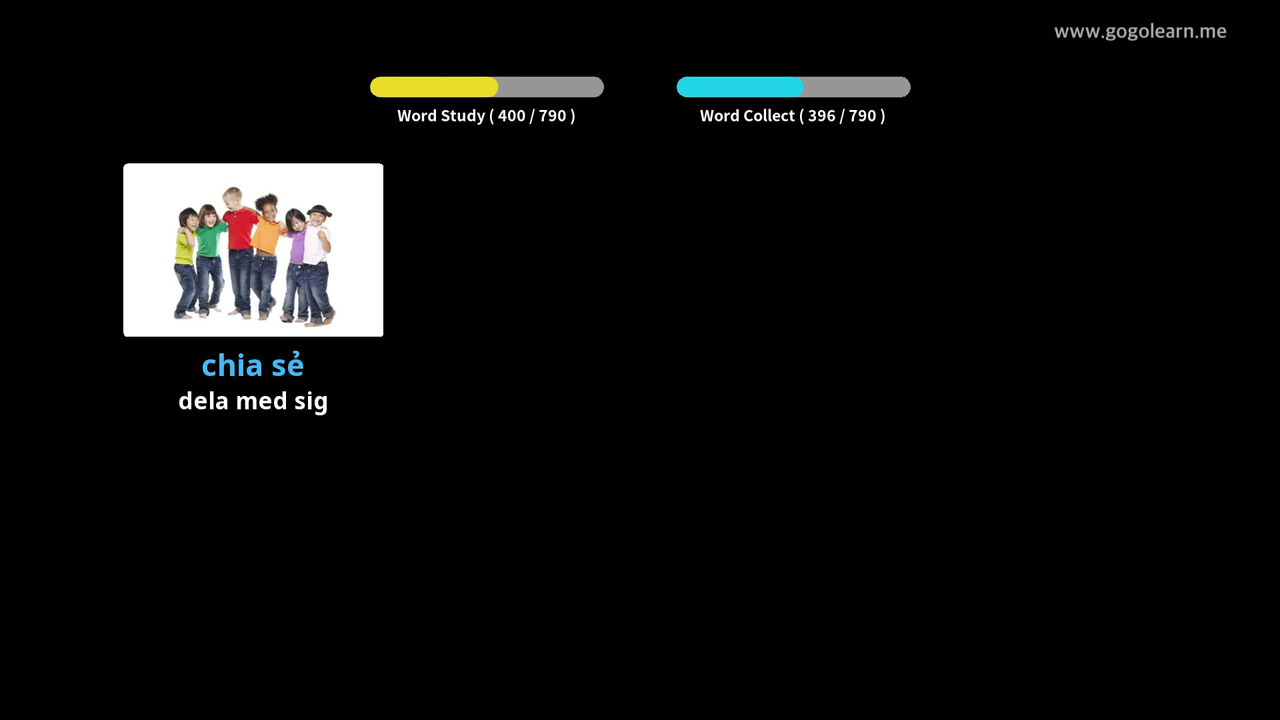 www.gogolearn.me
Word Study ( 400 / 790 )
Word Collect ( 396 / 790 )
chia sẻ
dela med sig